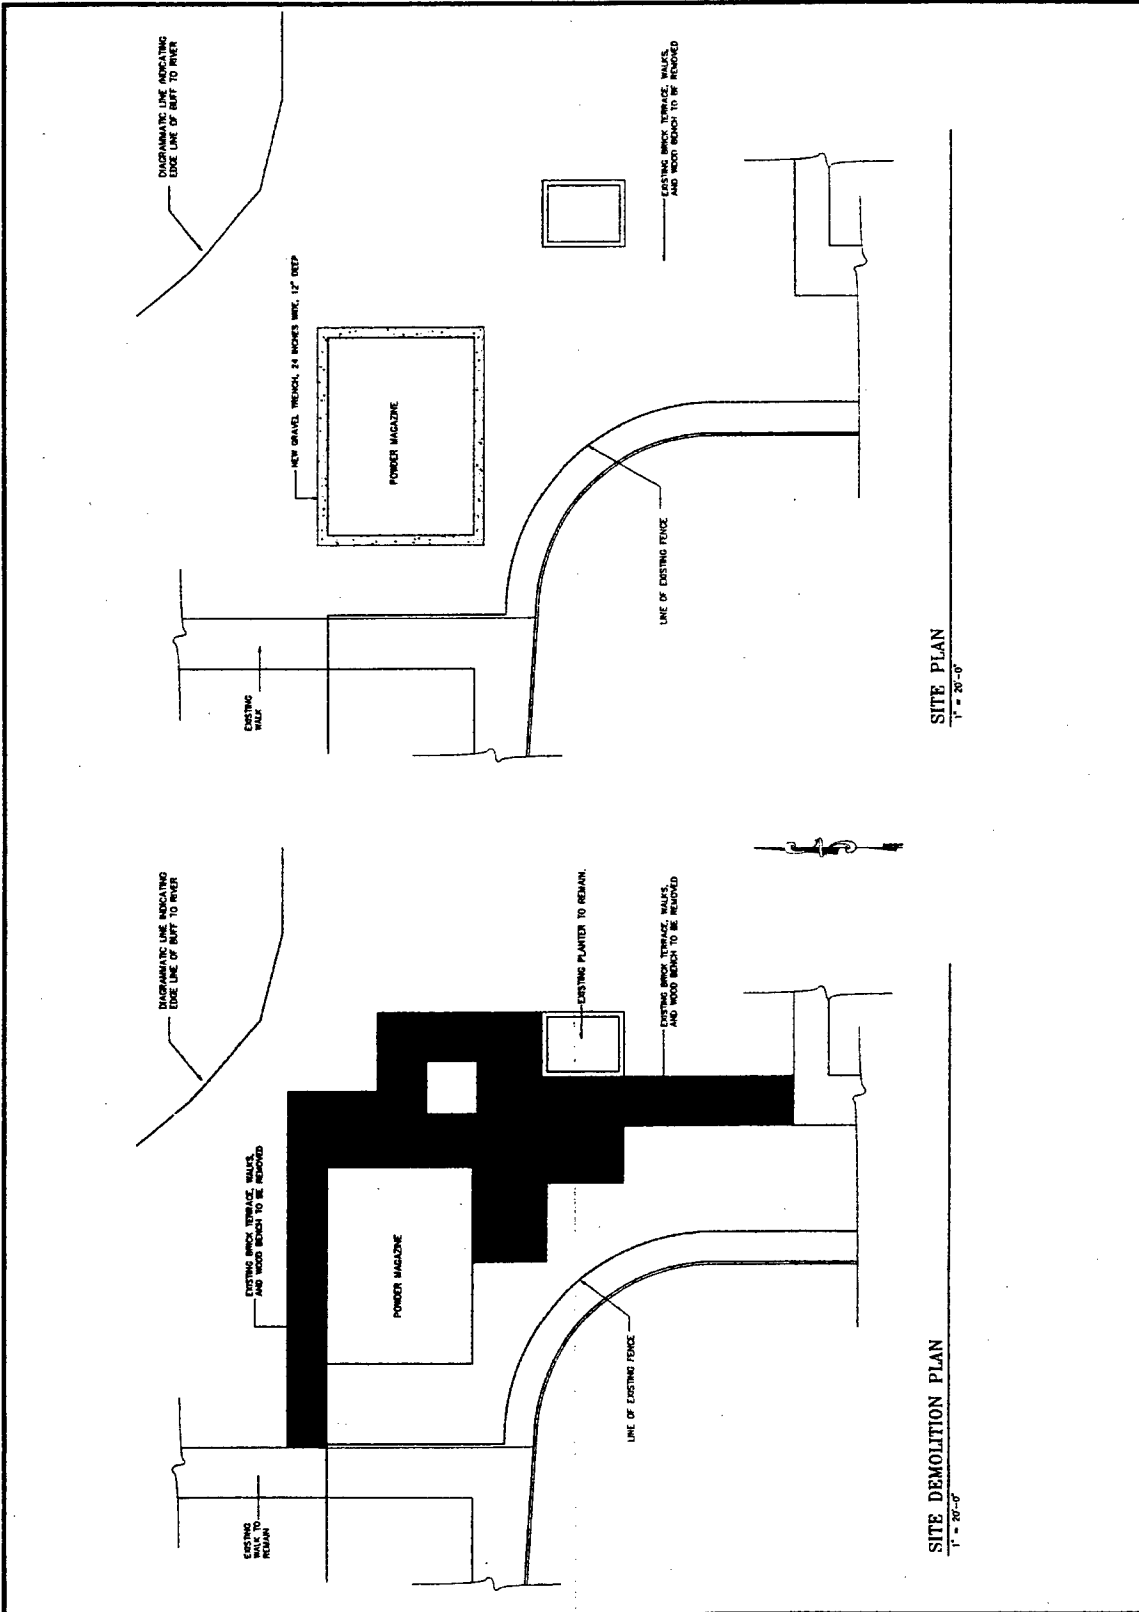 DIAGRAMMATIC LINE INDICATING
EDGE LINE OF BUFF TO RIVER
EXISTING BRICK TERRACE, WALKS,
AND WOOD BENCH TO BE REMOVED
EXISTING
WALK TO
REMAIN
POWDER MAGAZINE
EXISTING PLANTER TO REMAIN.
EXISTING BRICK TERRACE, WALKS,
AND WOOD BENCH TO BE REMOVED
LINE OF EXISTING FENCE
SITE DEMOLITION PLAN
1" = 20'-0"
DIAGRAMMATIC LINE INDICATING
EDGE LINE OF BUFF TO RIVER
NEW GRAVEL TRENCH, 24 INCHES WIDE, 12" DEEP
EXISTING
WALK
POWDER MAGAZINE
EXISTING BRICK TERRACE, WALKS,
AND WOOD BENCH TO BE REMOVED
LINE OF EXISTING FENCE
SITE PLAN
1" = 20'-0"